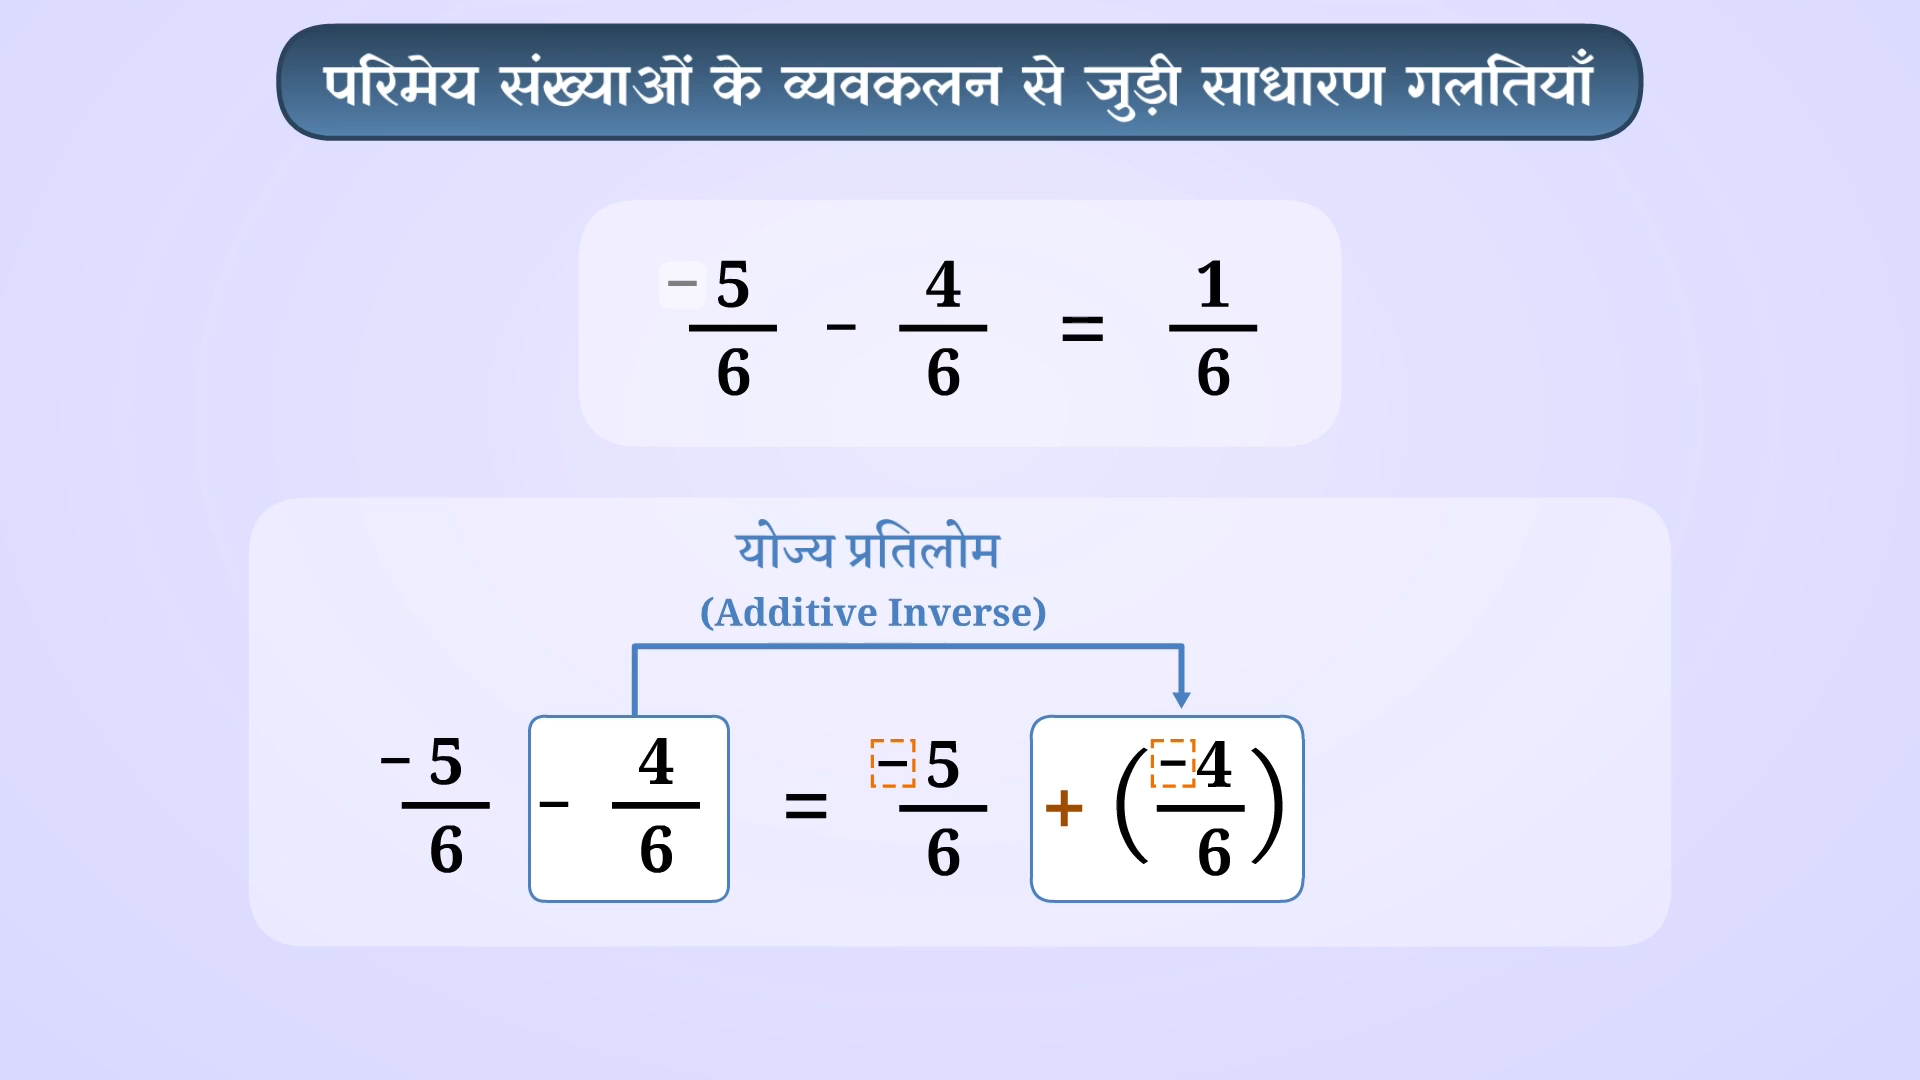 परिमेय संख्याओं के व्यवकलन से जुड़ी साधारण गलतियाँ
−5/6 − 4/6 = 1/6
योज्य प्रतिलोम
(Additive Inverse)
−5/6 − 4/6 = −5/6 + (−4/6)